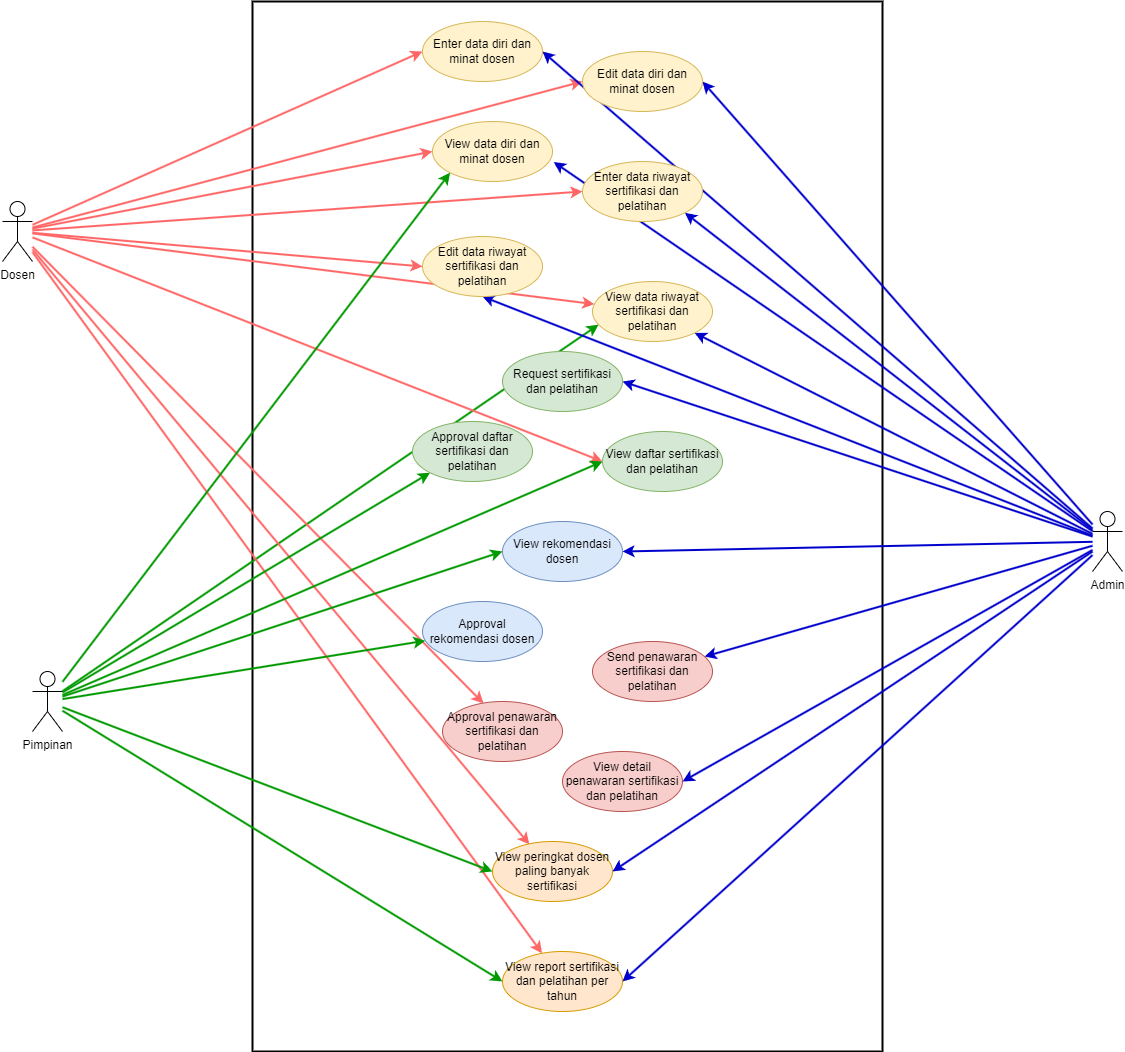 Enter data diri dan
minat dosen
Edit data diri dan
minat dosen
View data diri dan
minat dosen
Enter data riwayat
sertifikasi dan
pelatihan
Dosen
Edit data riwayat
sertifikasi dan
pelatihan
View data riwayat
sertifikasi dan
pelatihan
Request sertifikasi
dan pelatihan
Approval daftar
sertifikasi dan
pelatihan
View daftar sertifikasi
dan pelatihan
View rekomendasi
dosen
Admin
Approval
rekomendasi dosen
Send penawaran
sertifikasi dan
pelatihan
Pimpinan
Approval penawaran
sertifikasi dan
pelatihan
View detail
penawaran sertifikasi
dan pelatihan
View peringkat dosen
paling banyak
sertifikasi
View report sertifikasi
dan pelatihan per
tahun